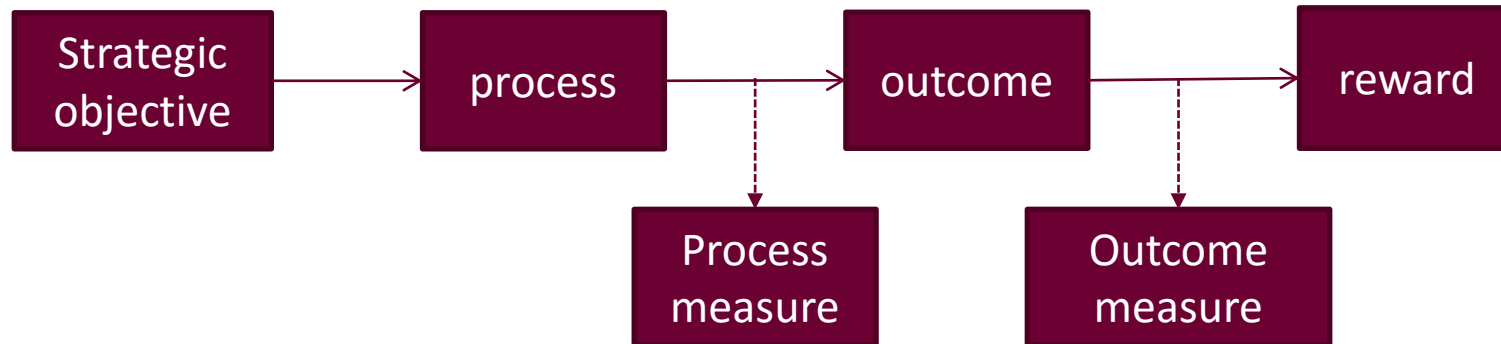 Strategic
objective
process
outcome
reward
Process
measure
Outcome
measure